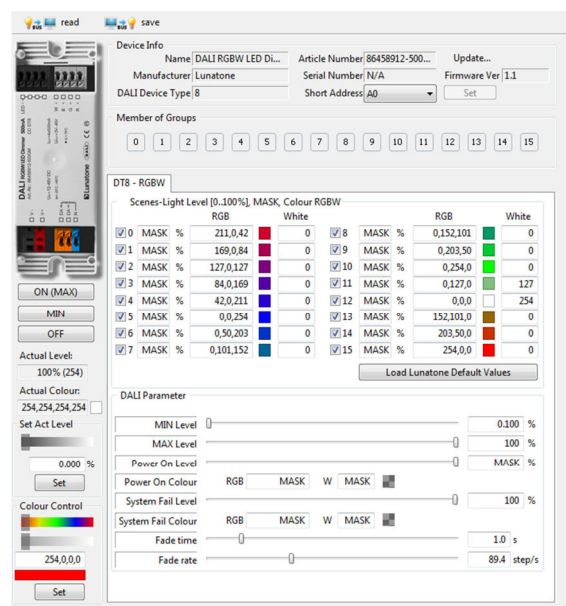 read save
Device Info
Name DALI RGBW LED Di... Article Number 86458912-500... Update...
Manufacturer Lunatone Serial Number N/A Firmware Ver 1.1
DALI Device Type 8 Short Address A0 Set
Member of Groups
0 1 2 3 4 5 6 7 8 9 10 11 12 13 14 15
DT8 - RGBW
Scenes-Light Level [0..100%], MASK, Colour RGBW
RGB White RGB White
0 MASK % 211,0,42 0 8 MASK % 0,152,101 0
1 MASK % 169,0,84 0 9 MASK % 0,203,50 0
2 MASK % 127,0,127 0 10 MASK % 0,254,0 0
3 MASK % 84,0,169 0 11 MASK % 0,127,0 127
4 MASK % 42,0,211 0 12 MASK % 0,0,0 254
5 MASK % 0,0,254 0 13 MASK % 152,101,0 0
6 MASK % 0,50,203 0 14 MASK % 203,50,0 0
7 MASK % 0,101,152 0 15 MASK % 254,0,0 0
Load Lunatone Default Values
DALI Parameter
MIN Level 0.100 %
MAX Level 100 %
Power On Level MASK %
Power On Colour RGB MASK W MASK
System Fail Level 100 %
System Fail Colour RGB MASK W MASK
Fade time 1.0 s
Fade rate 89.4 step/s
ON (MAX)
MIN
OFF
Actual Level:
100% (254)
Actual Colour:
254,254,254,254
Set Act Level
0.000 %
Set
Colour Control
254,0,0,0
Set
DALI RGBW LED Dimmer
Lunatone